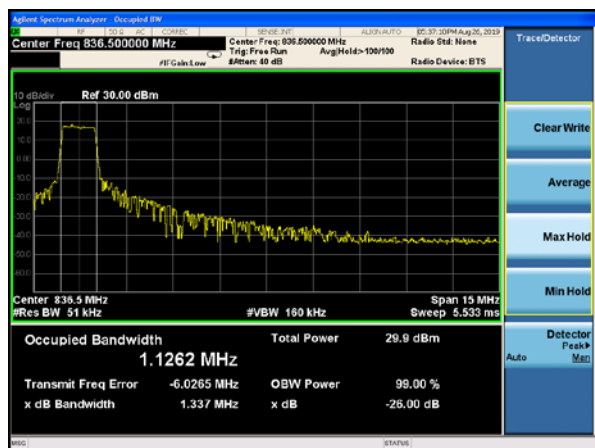 Agilent Spectrum Analyzer - Occupied BW
RF 50 Ω AC CORREC SENSE:INT ALIGN AUTO 05:37:10PM Aug 26, 2019
Center Freq 836.500000 MHz
Center Freq: 836.500000 MHz
Radio Std: None
Trig: Free Run Avg|Hold:>100/100
#IFGain:Low #Atten: 40 dB Radio Device: BTS
Trace/Detector
10 dB/div Ref 30.00 dBm
Log
20.0
10.0
0.00
Clear Write
Average
Max Hold
Min Hold
Center 836.5 MHz Span 15 MHz
#Res BW 51 kHz #VBW 160 kHz Sweep 5.533 ms
Occupied Bandwidth Total Power 29.9 dBm
1.1262 MHz
Transmit Freq Error -6.0265 MHz OBW Power 99.00 %
x dB Bandwidth 1.337 MHz x dB -26.00 dB
Detector
Peak▶
Auto Man
MSG STATUS